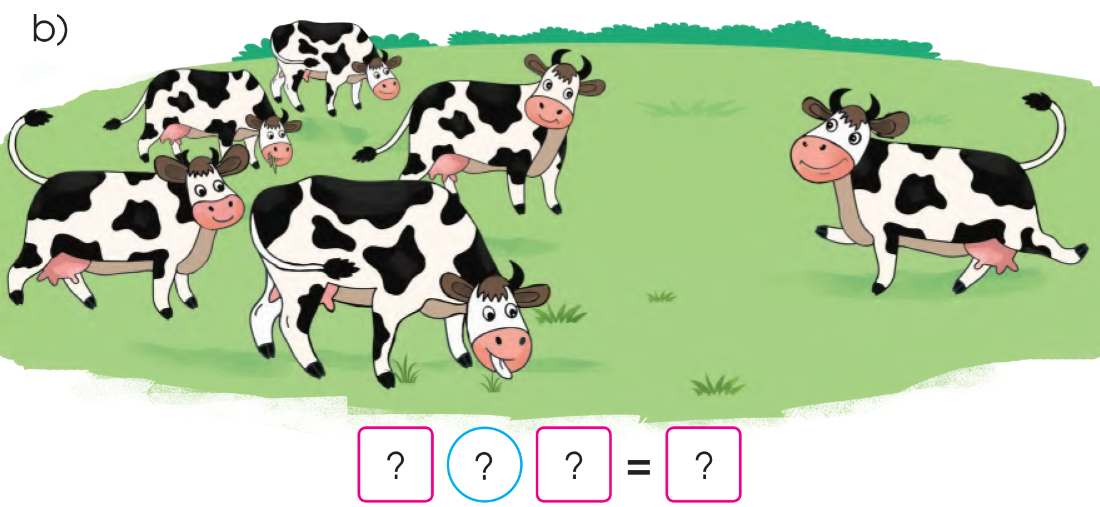 b)
? ? ? = ?